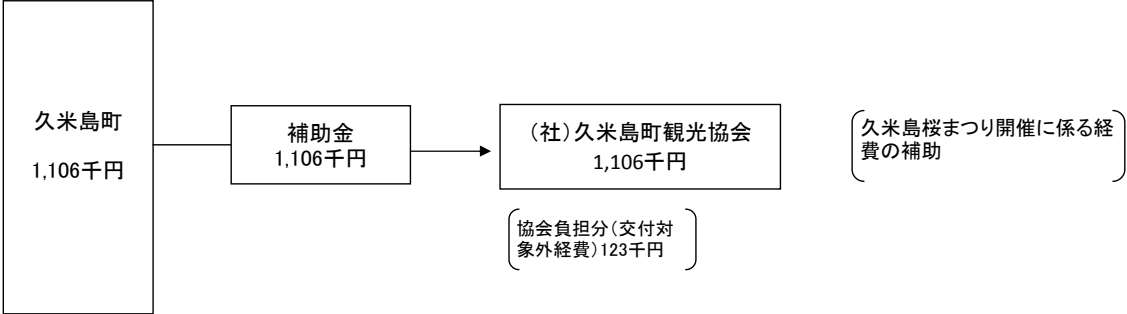 久米島町
1,106千円
補助金
1,106千円
（社）久米島町観光協会
1,106千円
久米島桜まつり開催に係る経
費の補助
協会負担分（交付対
象外経費）123千円